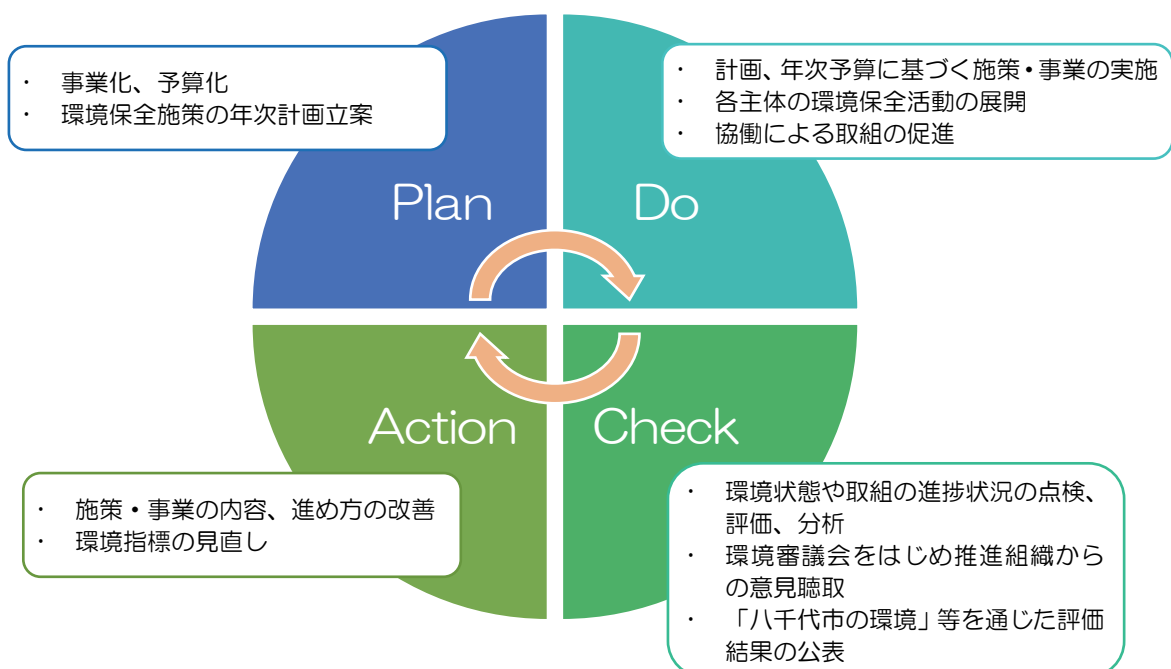 ・ 事業化、予算化
・ 環境保全施策の年次計画立案
Plan
・ 計画、年次予算に基づく施策・事業の実施
・ 各主体の環境保全活動の展開
・ 協働による取組の促進
Do
Action
・ 施策・事業の内容、進め方の改善
・ 環境指標の見直し
Check
・ 環境状態や取組の進捗状況の点検、
評価、分析
・ 環境審議会をはじめ推進組織から
の意見聴取
・ 「八千代市の環境」等を通じた評価
結果の公表